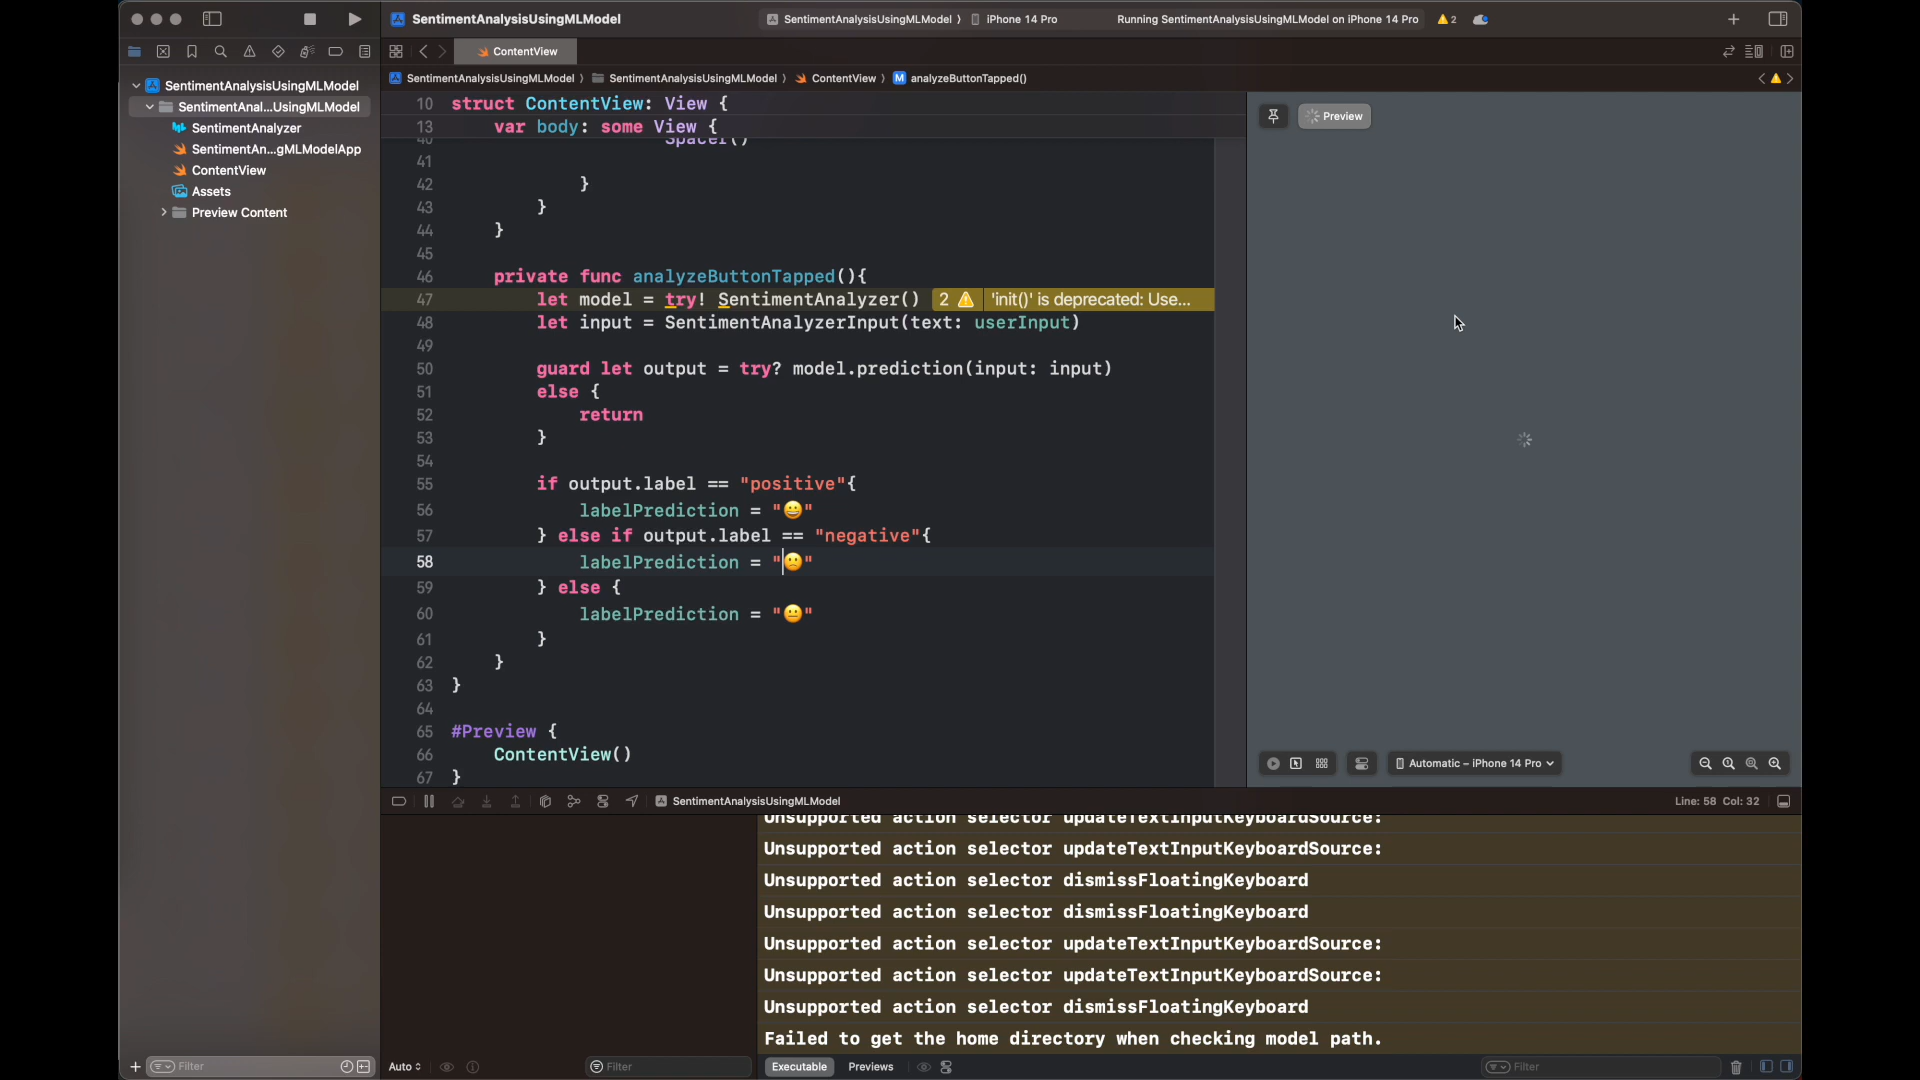 SentimentAnalysisUsingMLModel
SentimentAnalysisUsingMLModel 〉 iPhone 14 Pro
Running SentimentAnalysisUsingMLModel on iPhone 14 Pro
2
ContentView
SentimentAnalysisUsingMLModel 〉 SentimentAnalysisUsingMLModel 〉 ContentView 〉 M analyzeButtonTapped()
SentimentAnalysisUsingMLModel
SentimentAnal...UsingMLModel
SentimentAnalyzer
SentimentAn...gMLModelApp
ContentView
Assets
Preview Content
10 struct ContentView: View {
13 var body: some View {
40 Spacer()
41
42 }
43 }
44 }
45
46 private func analyzeButtonTapped(){
47 let model = try! SentimentAnalyzer() 2 'init()' is deprecated: Use...
48 let input = SentimentAnalyzerInput(text: userInput)
49
50 guard let output = try? model.prediction(input: input)
51 else {
52 return
53 }
54
55 if output.label == "positive"{
56 labelPrediction = "😀"
57 } else if output.label == "negative"{
58 labelPrediction = "🙁"
59 } else {
60 labelPrediction = "😐"
61 }
62 }
63 }
64
65 #Preview {
66 ContentView()
67 }
Preview
Automatic – iPhone 14 Pro
SentimentAnalysisUsingMLModel
Line: 58 Col: 32
Unsupported action selector updateTextInputKeyboardSource:
Unsupported action selector updateTextInputKeyboardSource:
Unsupported action selector dismissFloatingKeyboard
Unsupported action selector dismissFloatingKeyboard
Unsupported action selector updateTextInputKeyboardSource:
Unsupported action selector updateTextInputKeyboardSource:
Unsupported action selector dismissFloatingKeyboard
Failed to get the home directory when checking model path.
Filter
Auto
Filter
Executable
Previews
Filter